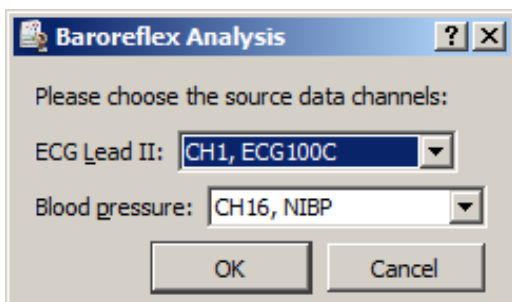 Baroreflex Analysis ? X
Please choose the source data channels:
ECG Lead II: CH1, ECG100C
Blood pressure: CH16, NIBP
OK Cancel